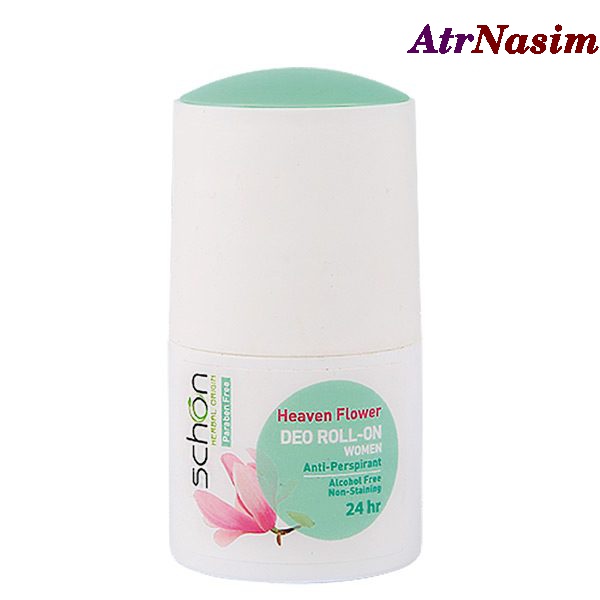 AtrNasim
schön
HERBAL ORIGIN
Paraben Free
Heaven Flower
DEO ROLL-ON
WOMEN
Anti-Perspirant
Alcohol Free
Non-Staining
24 hr